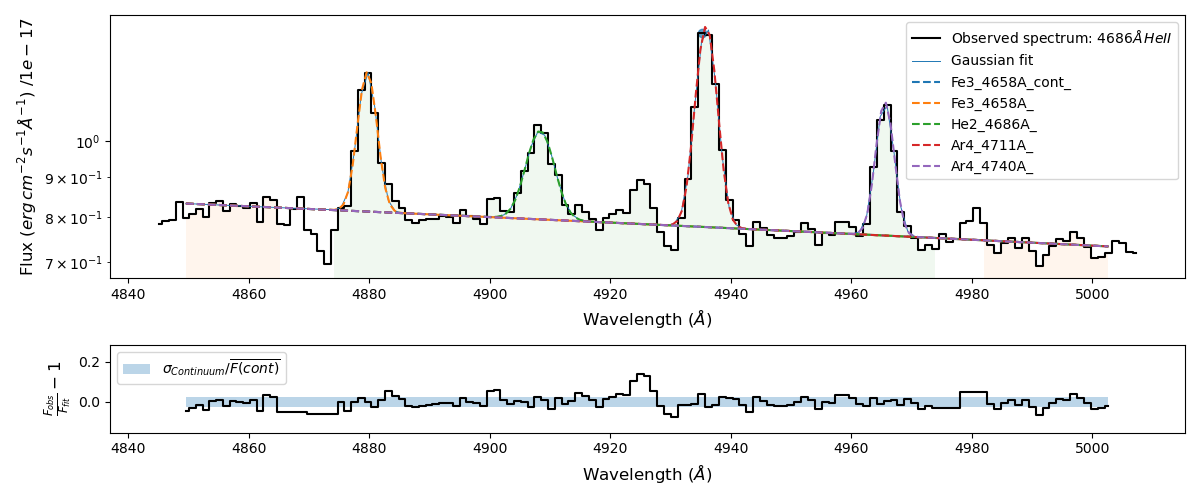 Flux (erg cm⁻² s⁻¹ Å⁻¹) /1e − 17
10⁰
9 × 10⁻¹
8 × 10⁻¹
7 × 10⁻¹
Observed spectrum: 4686Å HeII
Gaussian fit
Fe3_4658A_cont_
Fe3_4658A_
He2_4686A_
Ar4_4711A_
Ar4_4740A_
4840 4860 4880 4900 4920 4940 4960 4980 5000
Wavelength (Å)
F_obs/F_fit − 1
0.2
0.0
σ_Continuum/F(cont)
4840 4860 4880 4900 4920 4940 4960 4980 5000
Wavelength (Å)